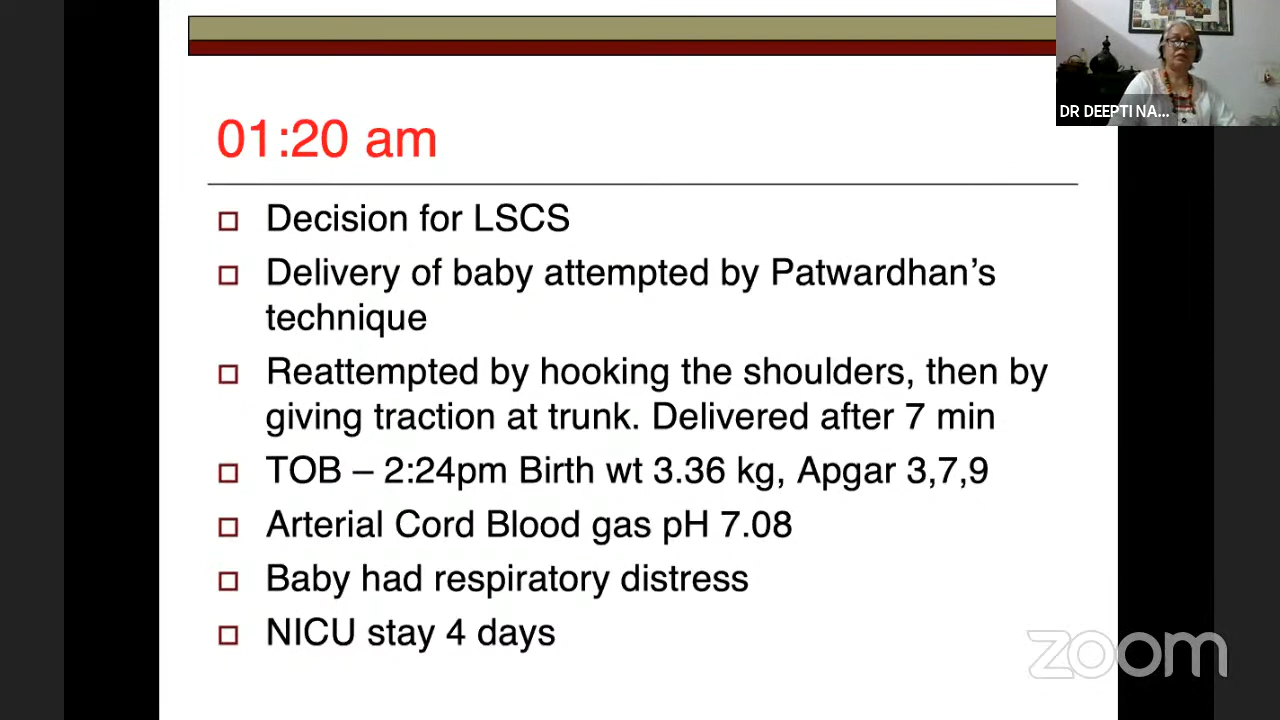 DR DEEPTI NA...
01:20 am
Decision for LSCS
Delivery of baby attempted by Patwardhan's
technique
Reattempted by hooking the shoulders, then by
giving traction at trunk. Delivered after 7 min
TOB – 2:24pm Birth wt 3.36 kg, Apgar 3,7,9
Arterial Cord Blood gas pH 7.08
Baby had respiratory distress
NICU stay 4 days
zoom